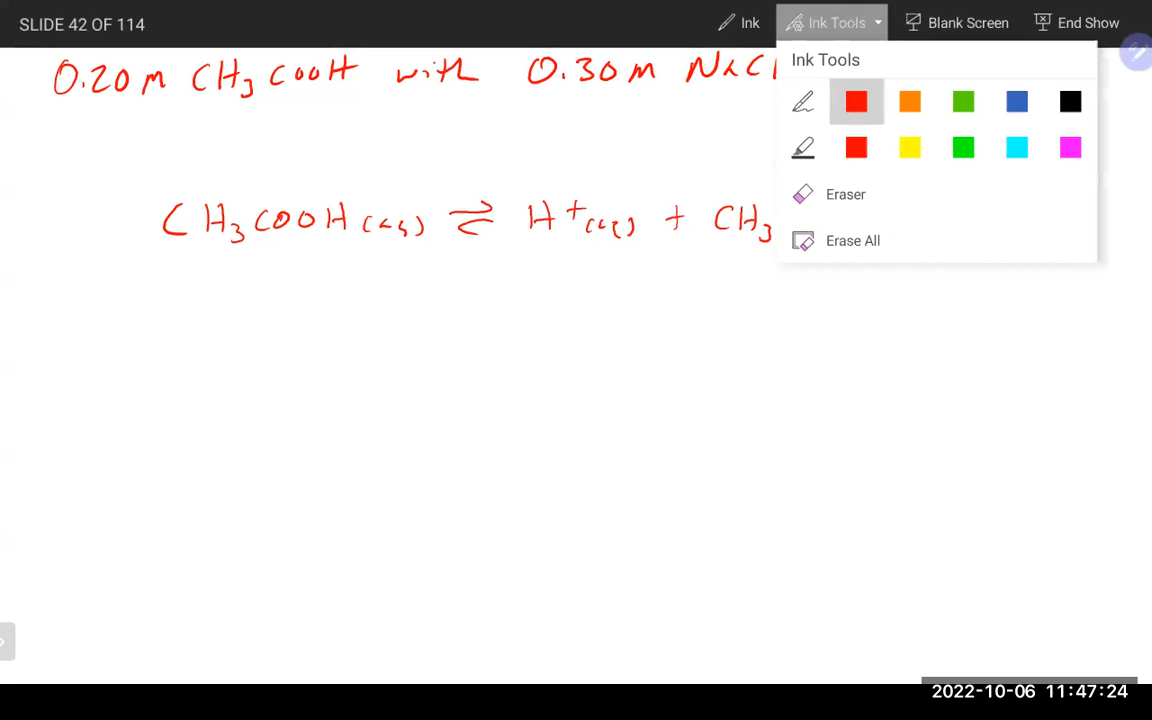 SLIDE 42 OF 114 Ink Ink Tools Blank Screen End Show
Ink Tools
0.20 m CH3COOH with 0.30 m NaCl
Eraser
CH3COOH(aq) ⇌ H+(aq) + CH3
Erase All
2022-10-06 11:47:24